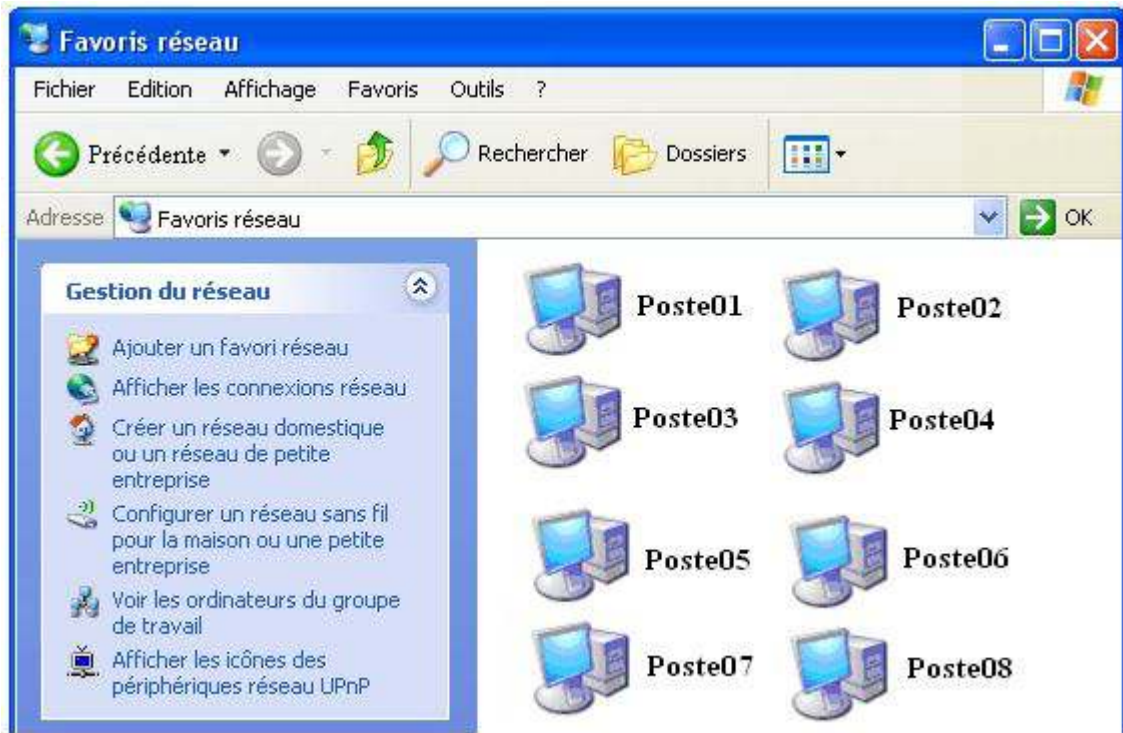 Favoris réseau
Fichier Edition Affichage Favoris Outils ?
Précédente Rechercher Dossiers
Adresse Favoris réseau OK
Gestion du réseau
Ajouter un favori réseau
Afficher les connexions réseau
Créer un réseau domestique
ou un réseau de petite
entreprise
Configurer un réseau sans fil
pour la maison ou une petite
entreprise
Voir les ordinateurs du groupe
de travail
Afficher les icônes des
périphériques réseau UPnP
Poste01 Poste02
Poste03 Poste04
Poste05 Poste06
Poste07 Poste08